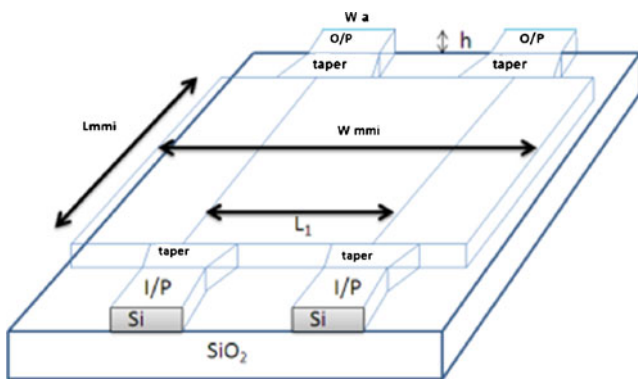 W a
O/P
h
O/P
taper
taper
Lmmi
W mmi
L₁
taper
taper
I/P
I/P
Si
Si
SiO₂